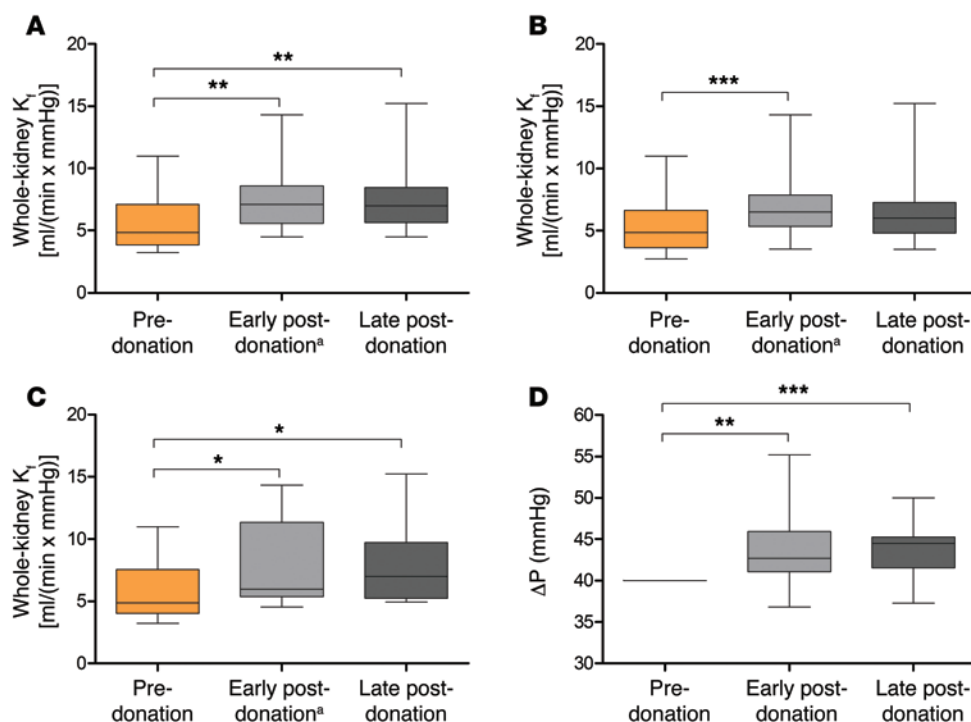 A
Whole-kidney Kf
[ml/(min x mmHg)]
20
15
10
5
0
**
**
Pre-
donation
Early post-
donationa
Late post-
donation
B
Whole-kidney Kf
[ml/(min x mmHg)]
20
15
10
5
0
***
Pre-
donation
Early post-
donationa
Late post-
donation
C
Whole-kidney Kf
[ml/(min x mmHg)]
20
15
10
5
0
*
*
Pre-
donation
Early post-
donationa
Late post-
donation
D
ΔP (mmHg)
60
55
50
45
40
35
30
***
**
Pre-
donation
Early post-
donation
Late post-
donation